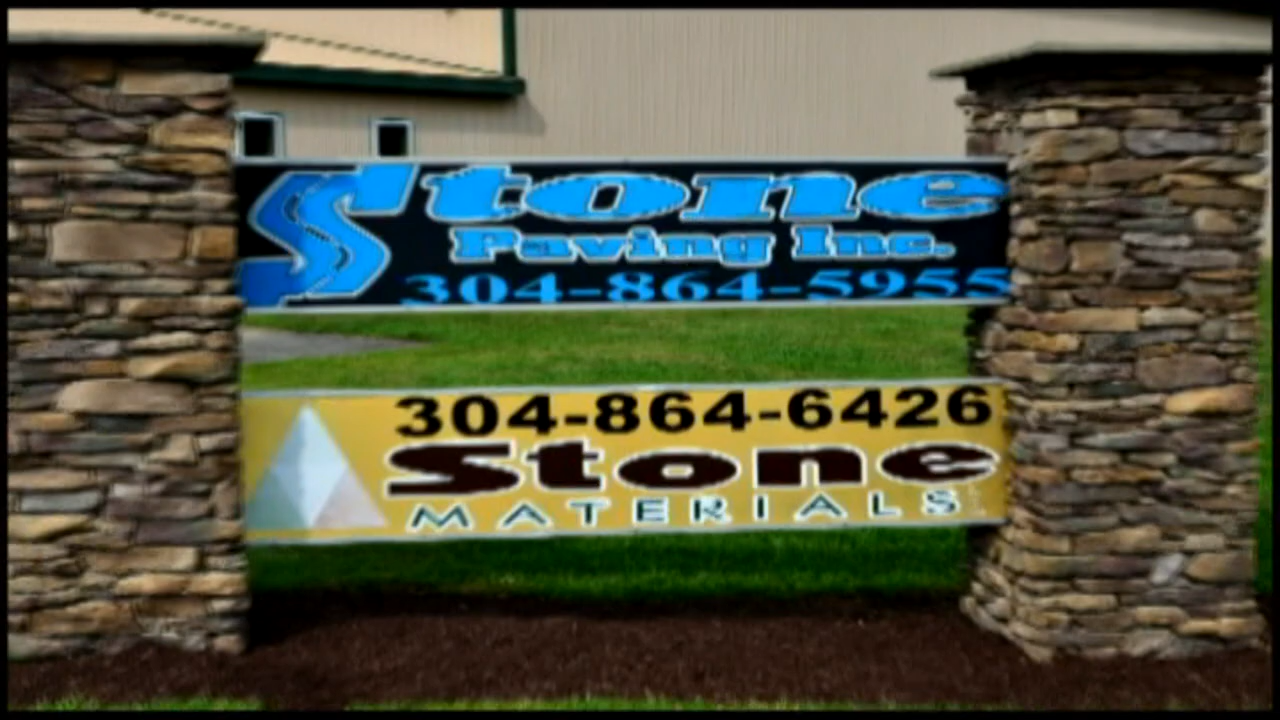 Stone
Paving Inc.
304-864-5955
304-864-6426
Stone
MATERIALS